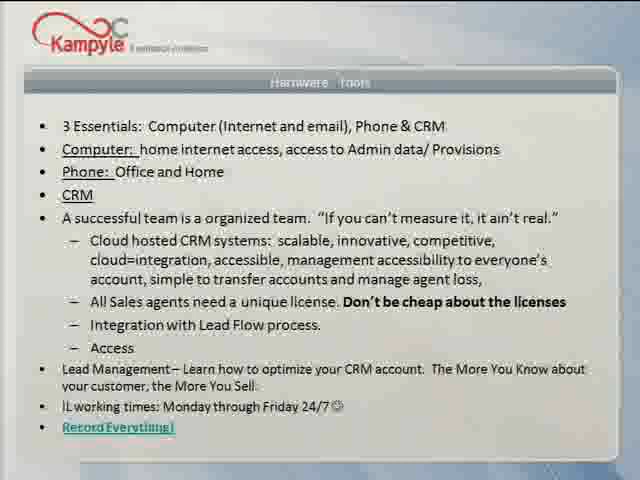 Kampyle
Hardware Tools
• 3 Essentials: Computer (Internet and email), Phone & CRM
• Computer: home internet access, access to Admin data/ Provisions
• Phone: Office and Home
• CRM
• A successful team is a organized team. “If you can’t measure it, it ain’t real.”
– Cloud hosted CRM systems: scalable, innovative, competitive,
cloud=integration, accessible, management accessibility to everyone’s
account, simple to transfer accounts and manage agent loss,
– All Sales agents need a unique license. Don’t be cheap about the licenses
– Integration with Lead Flow process.
– Access
• Lead Management – Learn how to optimize your CRM account. The More You Know about
your customer, the More You Sell.
• IL working times: Monday through Friday 24/7☺
• Record Everything!